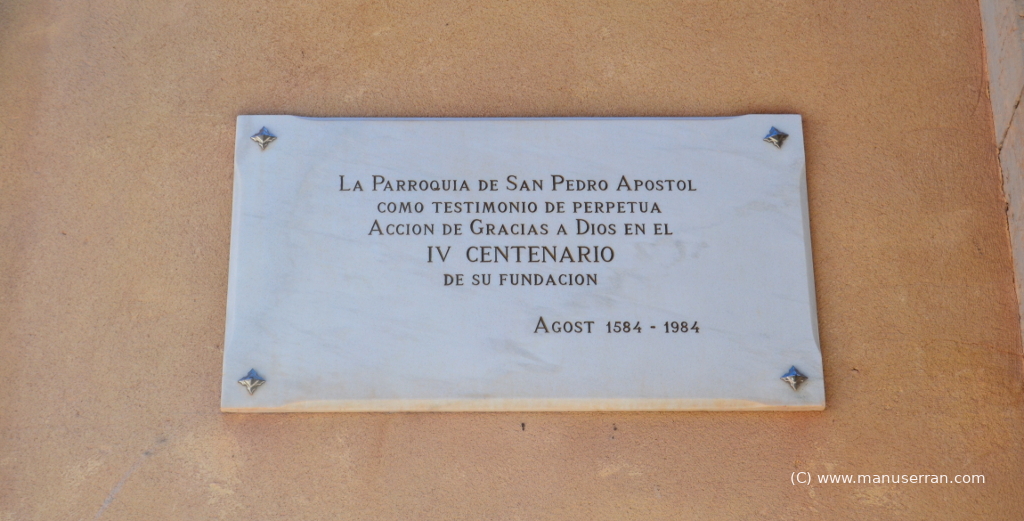 La Parroquia de San Pedro Apostol
como testimonio de perpetua
Accion de Gracias a Dios en el
IV CENTENARIO
de su fundacion
Agost 1584 - 1984
(C) www.manuserran.com